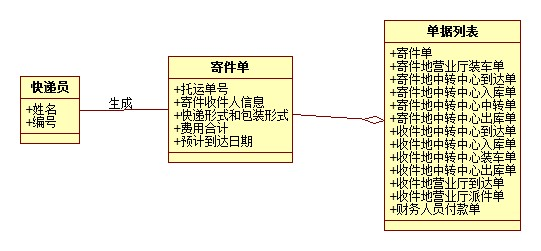 快递员
+姓名
+编号
生成
寄件单
+托运单号
+寄件收件人信息
+快递形式和包装形式
+费用合计
+预计到达日期
单据列表
+寄件单
+寄件地营业厅装车单
+寄件地中转中心到达单
+寄件地中转中心入库单
+寄件地中转中心中转单
+寄件地中转中心出库单
+收件地中转中心到达单
+收件地中转中心入库单
+收件地中转中心装车单
+收件地中转中心出库单
+收件地营业厅到达单
+收件地营业厅派件单
+财务人员付款单